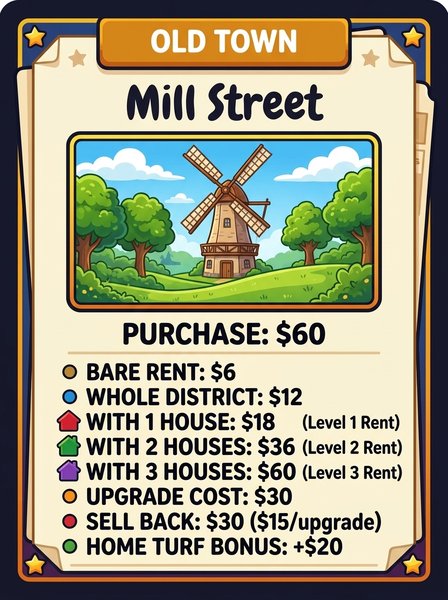 OLD TOWN
Mill Street
PURCHASE: $60
BARE RENT: $6
WHOLE DISTRICT: $12
WITH 1 HOUSE: $18 (Level 1 Rent)
WITH 2 HOUSES: $36 (Level 2 Rent)
WITH 3 HOUSES: $60 (Level 3 Rent)
UPGRADE COST: $30
SELL BACK: $30 ($15/upgrade)
HOME TURF BONUS: +$20